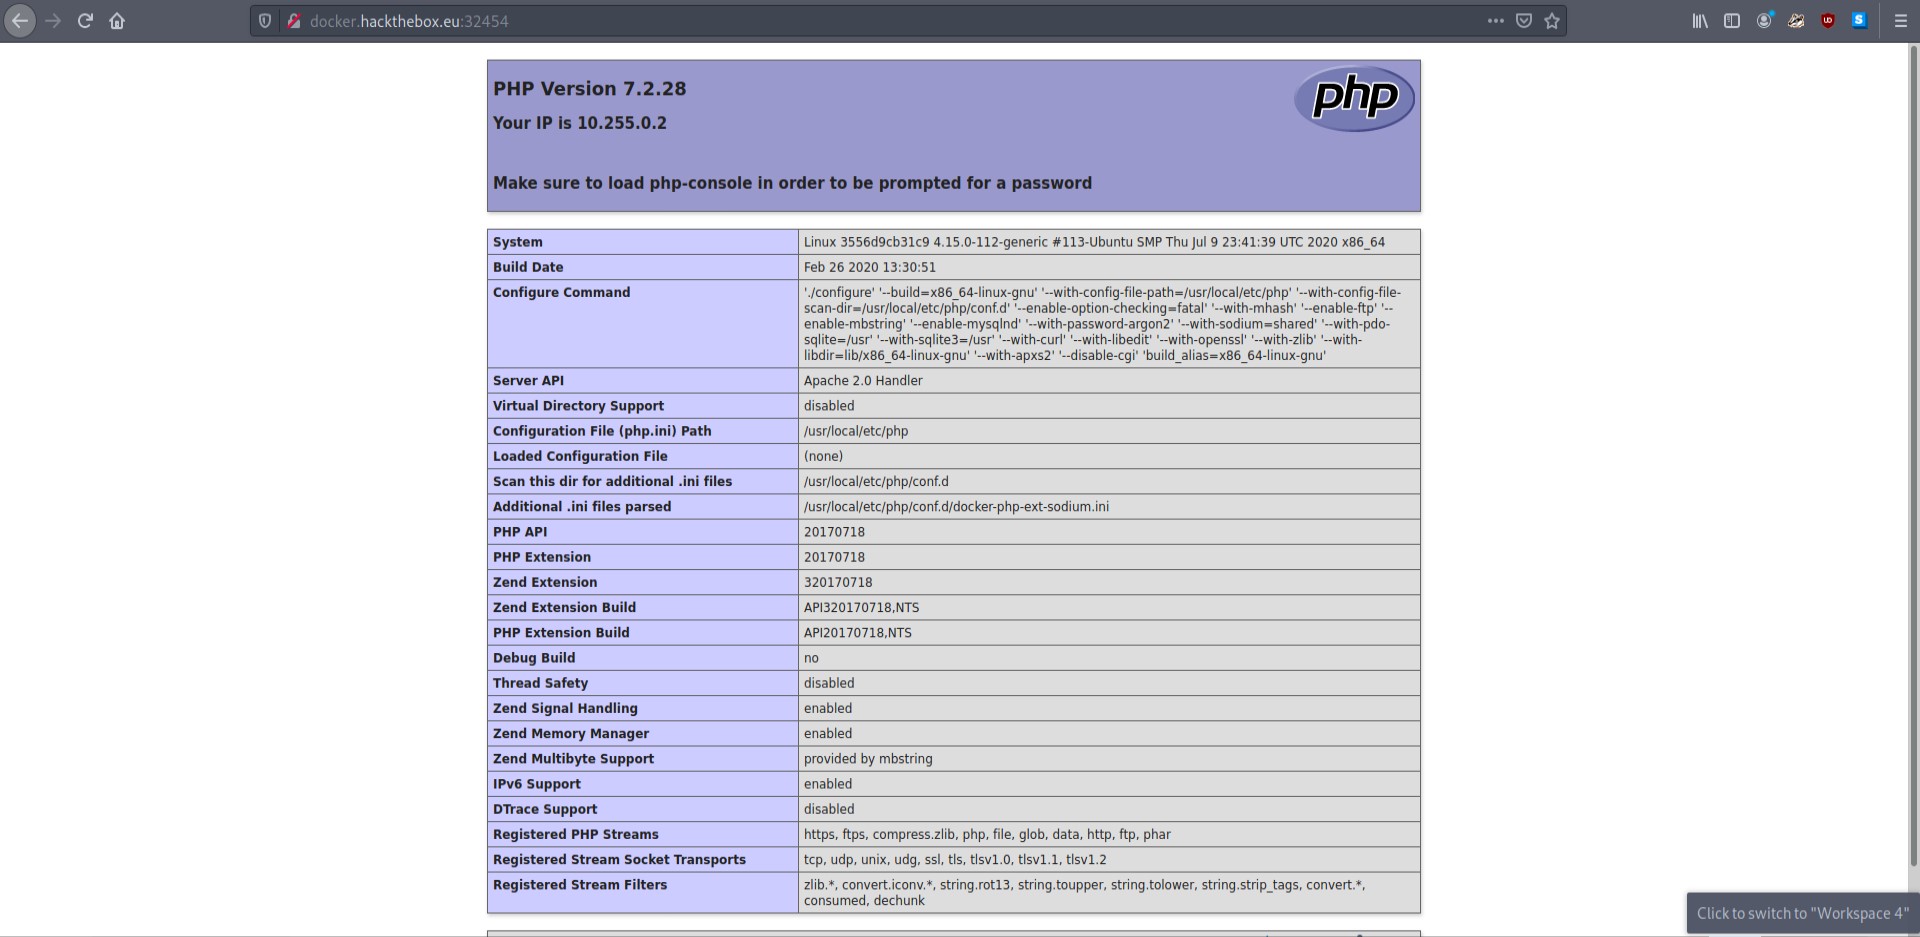 docker.hackthebox.eu:32454
PHP Version 7.2.28
php
Your IP is 10.255.0.2
Make sure to load php-console in order to be prompted for a password
System Linux 3556d9cb31c9 4.15.0-112-generic #113-Ubuntu SMP Thu Jul 9 23:41:39 UTC 2020 x86_64
Build Date Feb 26 2020 13:30:51
Configure Command './configure' '--build=x86_64-linux-gnu' '--with-config-file-path=/usr/local/etc/php' '--with-config-file-
scan-dir=/usr/local/etc/php/conf.d' '--enable-option-checking=fatal' '--with-mhash' '--enable-ftp' '--
enable-mbstring' '--enable-mysqlnd' '--with-password-argon2' '--with-sodium=shared' '--with-pdo-
sqlite=/usr' '--with-sqlite3=/usr' '--with-curl' '--with-libedit' '--with-openssl' '--with-zlib' '--with-
libdir=lib/x86_64-linux-gnu' '--with-apxs2' '--disable-cgi' 'build_alias=x86_64-linux-gnu'
Server API Apache 2.0 Handler
Virtual Directory Support disabled
Configuration File (php.ini) Path /usr/local/etc/php
Loaded Configuration File (none)
Scan this dir for additional .ini files /usr/local/etc/php/conf.d
Additional .ini files parsed /usr/local/etc/php/conf.d/docker-php-ext-sodium.ini
PHP API 20170718
PHP Extension 20170718
Zend Extension 320170718
Zend Extension Build API320170718,NTS
PHP Extension Build API20170718,NTS
Debug Build no
Thread Safety disabled
Zend Signal Handling enabled
Zend Memory Manager enabled
Zend Multibyte Support provided by mbstring
IPv6 Support enabled
DTrace Support disabled
Registered PHP Streams https, ftps, compress.zlib, php, file, glob, data, http, ftp, phar
Registered Stream Socket Transports tcp, udp, unix, udg, ssl, tls, tlsv1.0, tlsv1.1, tlsv1.2
Registered Stream Filters zlib.*, convert.iconv.*, string.rot13, string.toupper, string.tolower, string.strip_tags, convert.*,
consumed, dechunk
Click to switch to "Workspace 4"